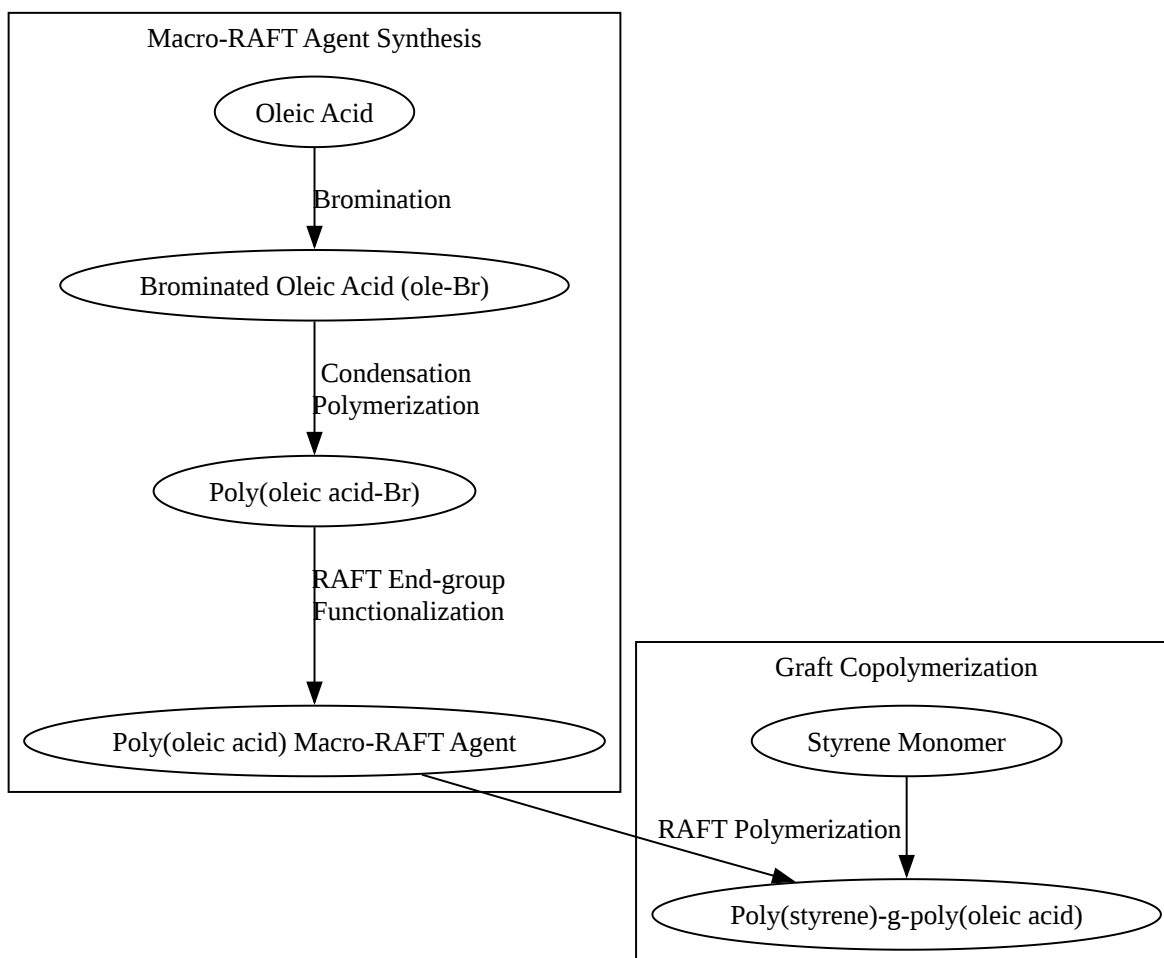 Macro-RAFT Agent Synthesis
Oleic Acid
Bromination
Brominated Oleic Acid (ole-Br)
Condensation
Polymerization
Poly(oleic acid-Br)
RAFT End-group
Functionalization
Poly(oleic acid) Macro-RAFT Agent
Graft Copolymerization
Styrene Monomer
RAFT Polymerization
Poly(styrene)-g-poly(oleic acid)